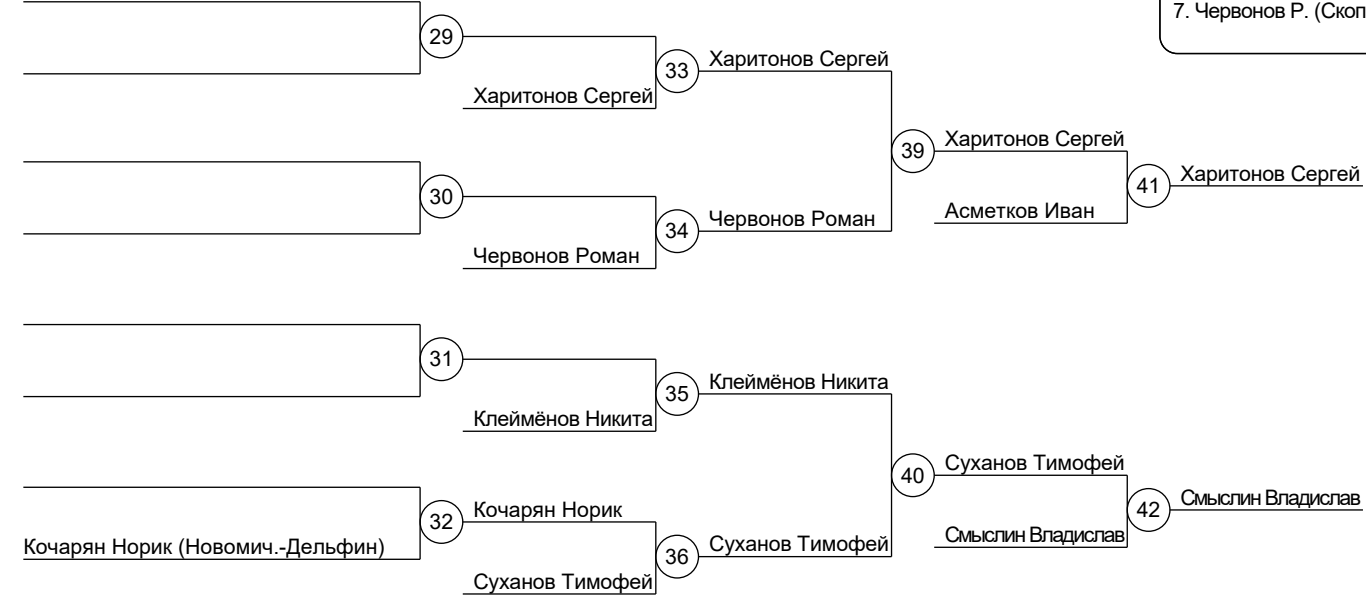 7. Червонов Р. (Скоп
29
33
Харитонов Сергей
Харитонов Сергей
39
Харитонов Сергей
41
Харитонов Сергей
30
34
Червонов Роман
Асметков Иван
Червонов Роман
31
35
Клеймёнов Никита
Клеймёнов Никита
40
Суханов Тимофей
42
Смыслин Владислав
32
Кочарян Норик
Смыслин Владислав
Кочарян Норик (Новомич.-Дельфин)
36
Суханов Тимофей
Суханов Тимофей